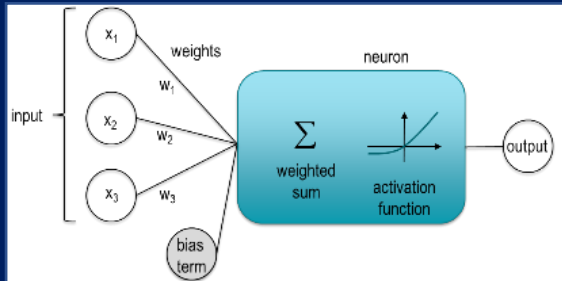 x1
weights
neuron
w1
input
x2
w2
Σ
weighted
sum
activation
function
output
x3
w3
bias
term